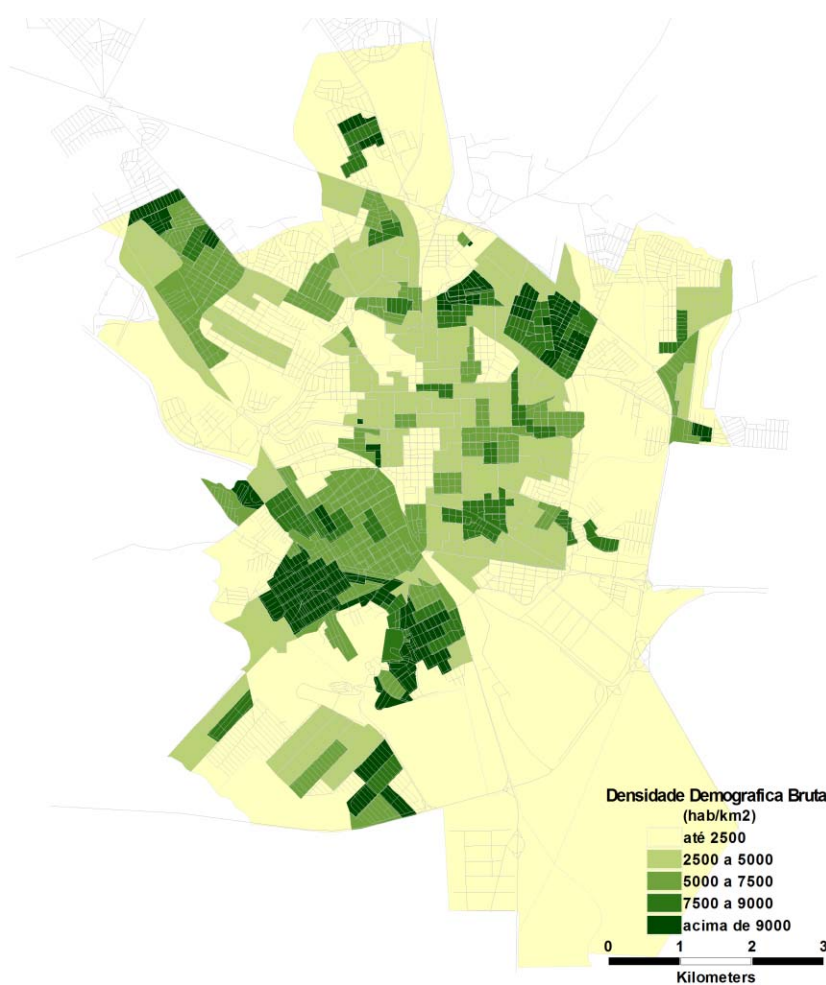 Densidade Demografica Bruta
(hab/km2)
até 2500
2500 a 5000
5000 a 7500
7500 a 9000
acima de 9000
0 1 2 3
Kilometers